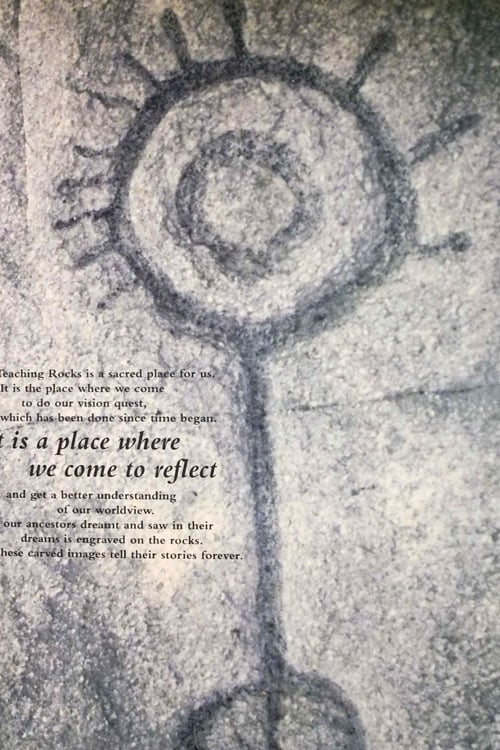 Teaching Rocks is a sacred place for us.
It is the place where we come
to do our vision quest,
which has been done since time began.
t is a place where
we come to reflect
and get a better understanding
of our worldview.
our ancestors dreamt and saw in their
dreams is engraved on the rocks.
hese carved images tell their stories forever.